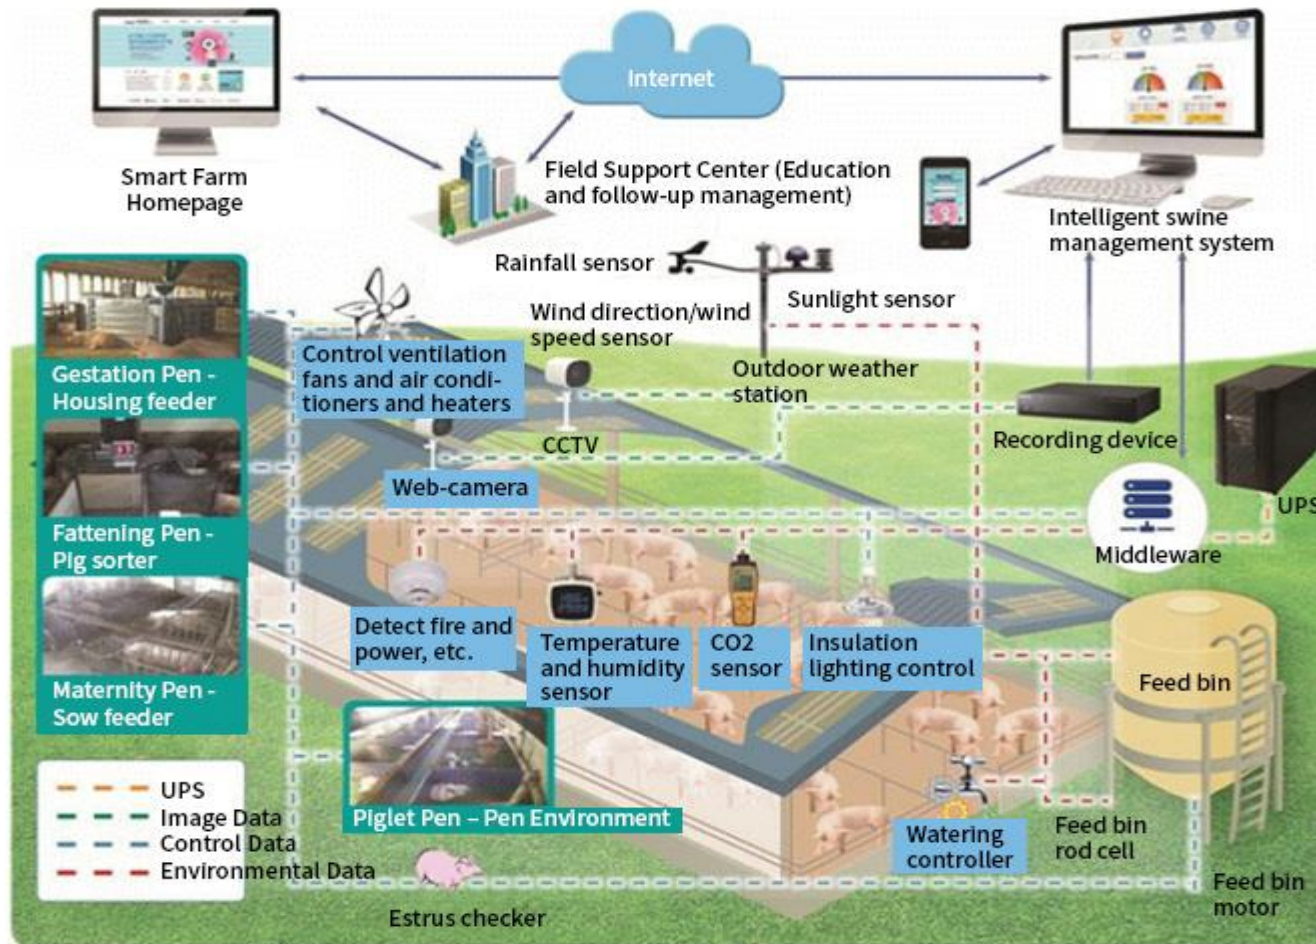 Internet
Smart Farm
Homepage
Field Support Center (Education
and follow-up management)
Intelligent swine
management system
Rainfall sensor
Sunlight sensor
Wind direction/wind
speed sensor
Outdoor weather
station
Control ventilation
fans and air condi-
tioners and heaters
Gestation Pen -
Housing feeder
CCTV
Recording device
Web-camera
UPS
Fattening Pen -
Pig sorter
Middleware
Detect fire and
power, etc.
Temperature
and humidity
sensor
CO2
sensor
Insulation
lighting control
Maternity Pen -
Sow feeder
Feed bin
Piglet Pen – Pen Environment
UPS
Image Data
Control Data
Environmental Data
Watering
controller
Feed bin
rod cell
Feed bin
motor
Estrus checker